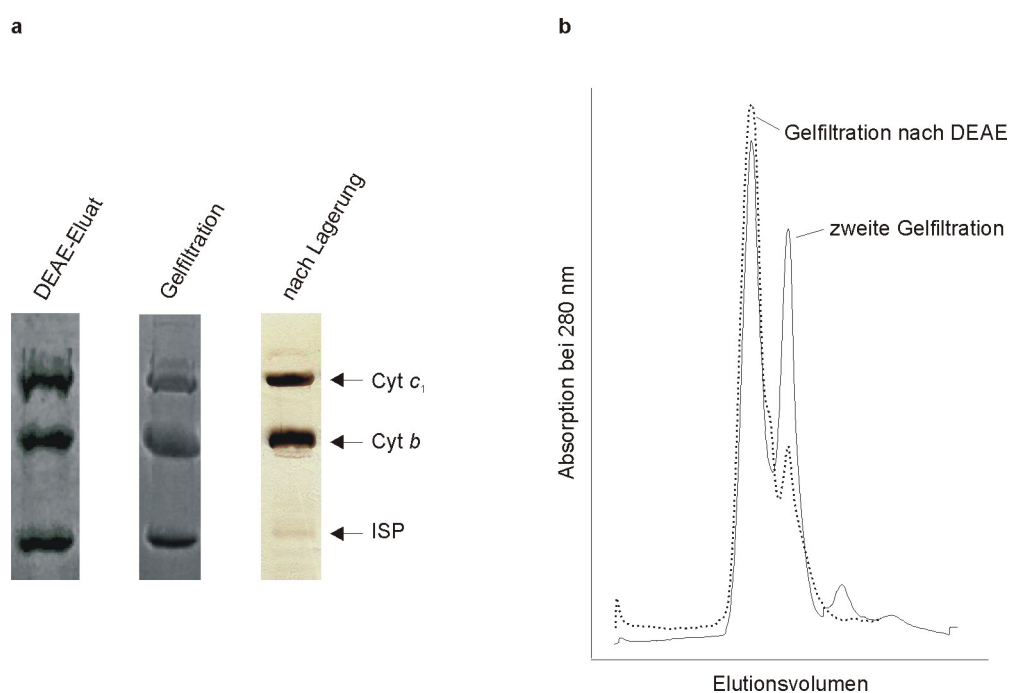 a
b
DEAE-Eluat
Gelfiltration
nach Lagerung
Cyt c1
Cyt b
ISP
Gelfiltration nach DEAE
zweite Gelfiltration
Absorption bei 280 nm
Elutionsvolumen